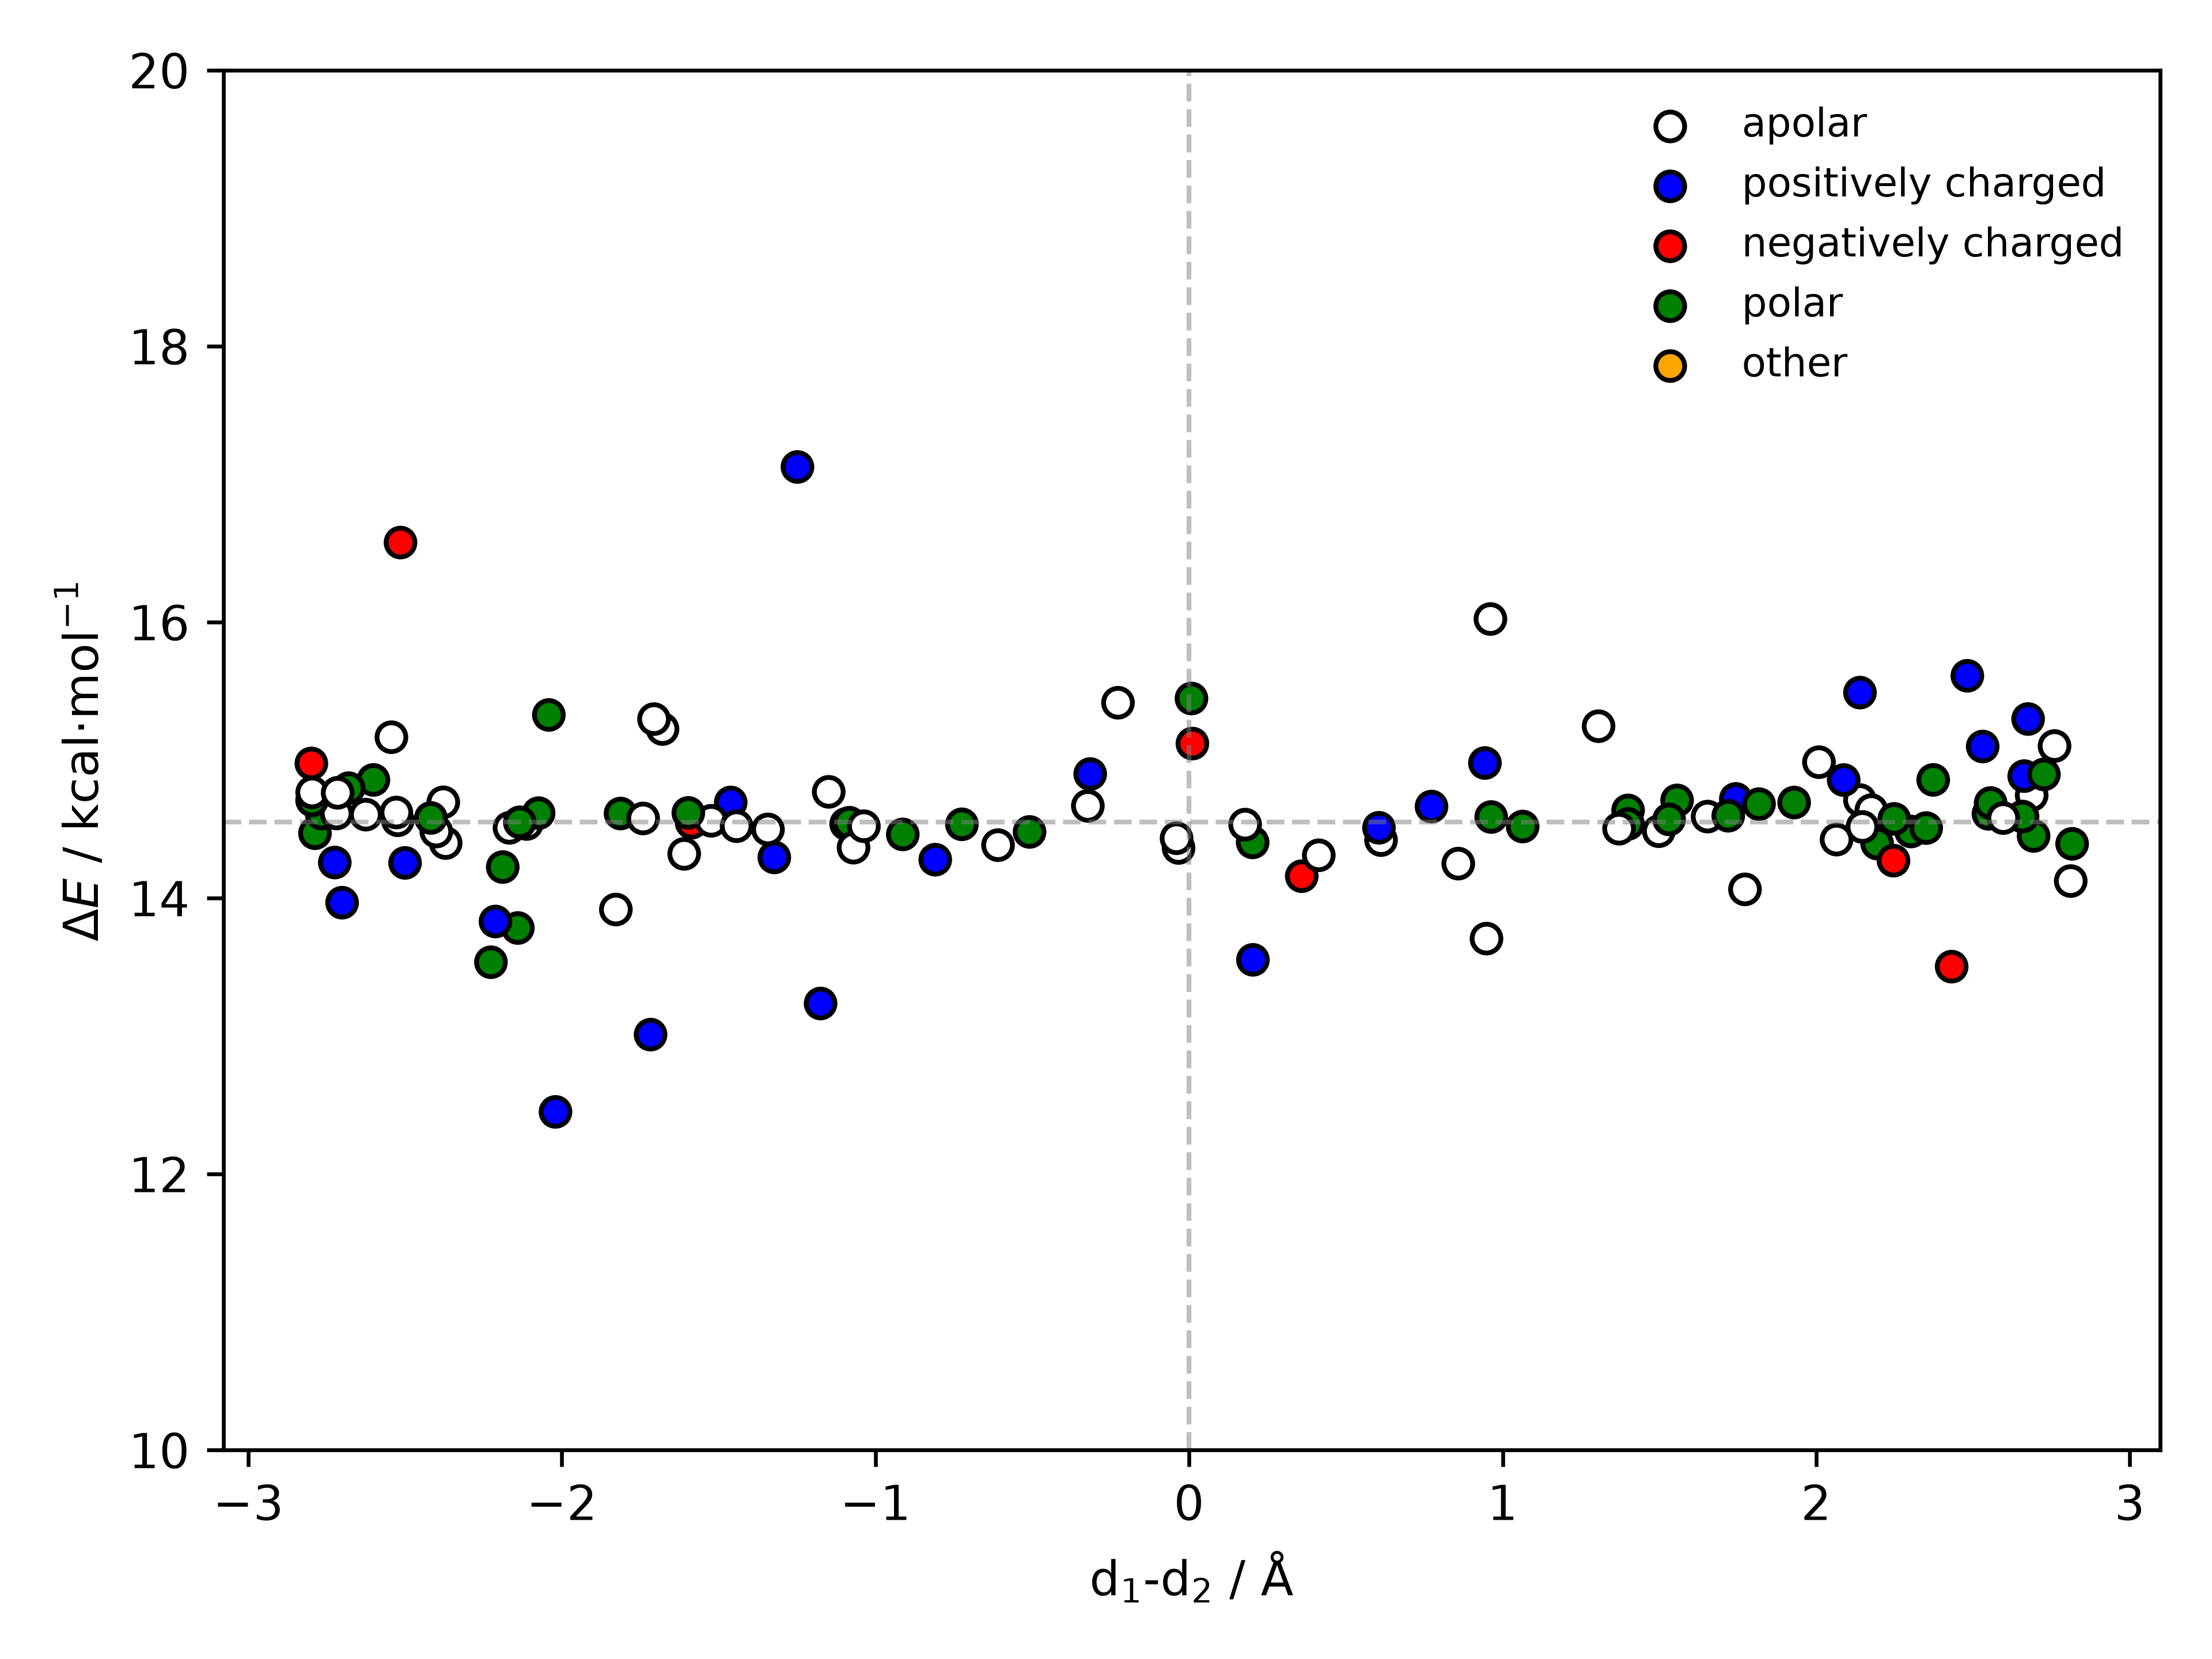 20
18
16
14
12
10
ΔE / kcal·mol⁻¹
apolar
positively charged
negatively charged
polar
other
−3 −2 −1 0 1 2 3
d₁-d₂ / Å